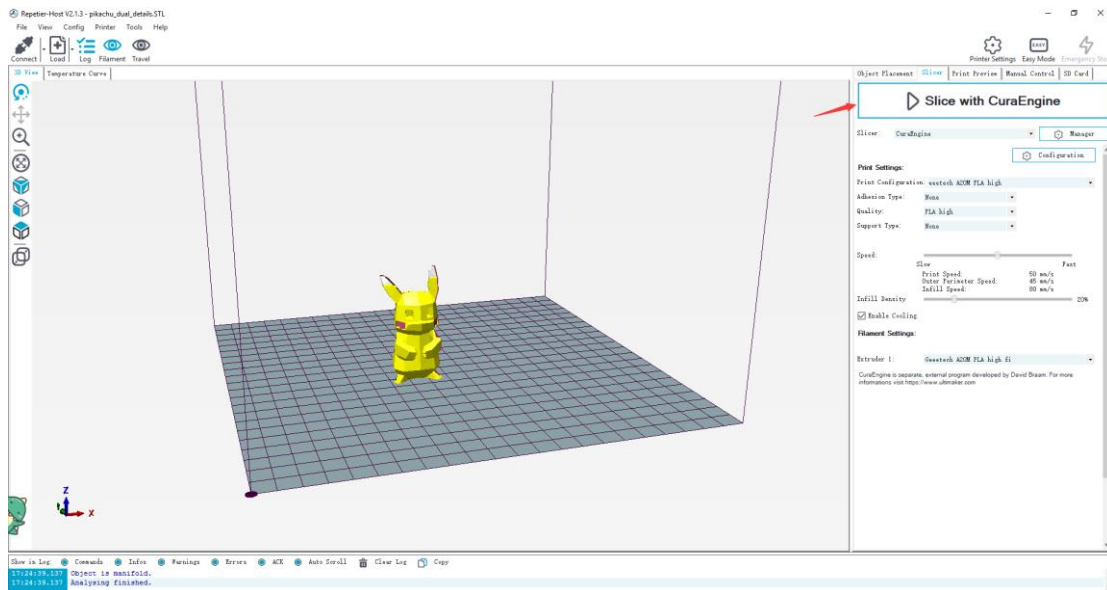 Repetier-Host V2.1.3 - pikachu_dual_details.STL
File View Config Printer Tools Help
Connect Load Log Filament Travel Printer Settings Easy Mode Emergency Sto
EASY
3D View Temperature Curve
Object Placement Slicer Print Preview Manual Control SD Card
Slice with CuraEngine
Slicer: CuraEngine Manager
Configuration
Print Settings:
Print Configuration: eeetech A20M PLA high
Adhesion Type: None
Quality: PLA high
Support Type: None
Speed:
Slow Fast
Print Speed: 50 mm/s
Outer Perimeter Speed: 45 mm/s
Infill Speed: 80 mm/s
Infill Density 20%
Enable Cooling
Filament Settings:
Extruder 1: Geeetech A20M PLA high fi
CuraEngine is separate, external program developed by David Braam. For more
informations visit https://www.ultimaker.com
Z
X
Show in Log: Commands Infos Warnings Errors ACK Auto Scroll Clear Log Copy
17:24:39.137 Object is manifold.
17:24:39.137 Analysing finished.